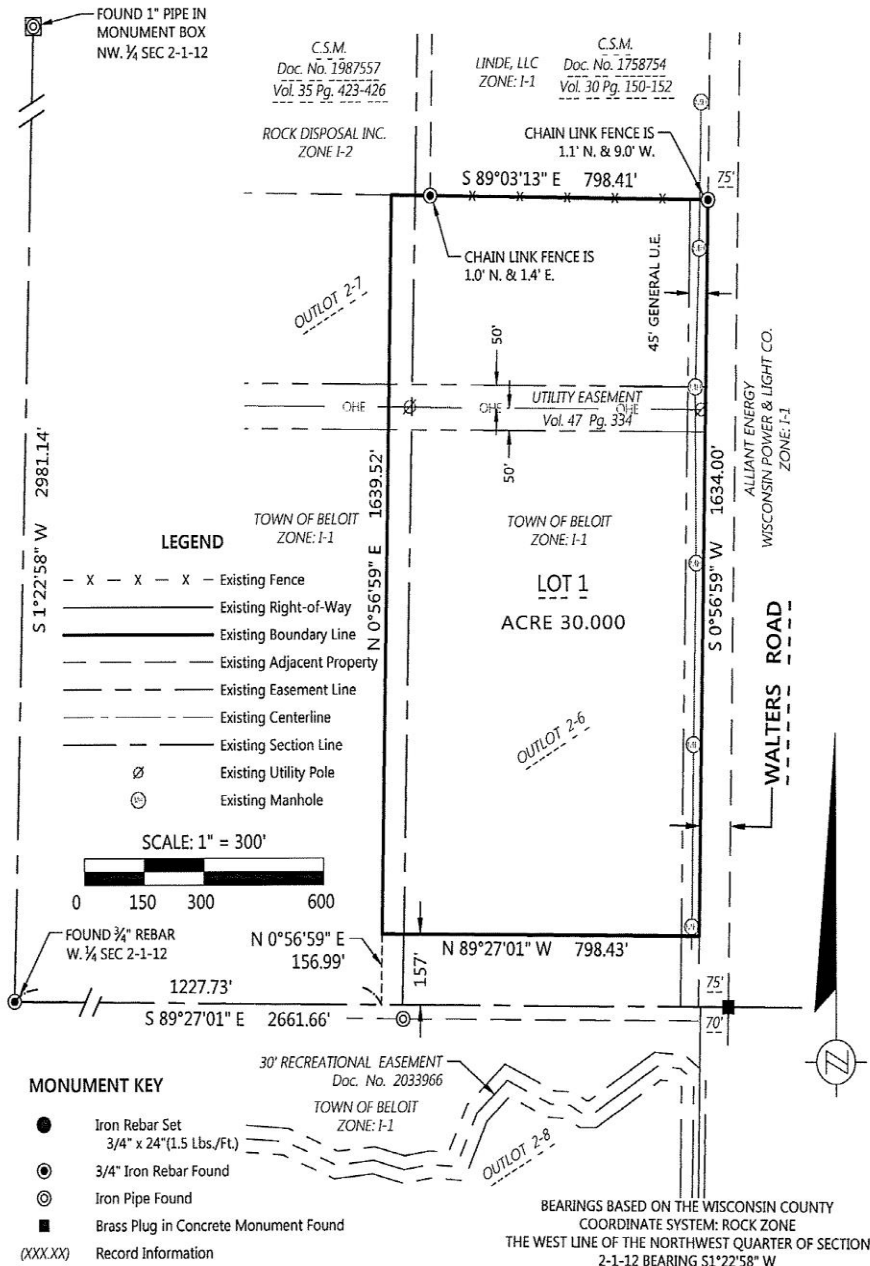 FOUND 1" PIPE IN
MONUMENT BOX
NW. ¼ SEC 2-1-12
C.S.M.
Doc. No. 1987557
Vol. 35 Pg. 423-426
ROCK DISPOSAL INC.
ZONE I-2
LINDE, LLC
ZONE: I-1
C.S.M.
Doc. No. 1758754
Vol. 30 Pg. 150-152
CHAIN LINK FENCE IS
1.1' N. & 9.0' W.
S 89°03'13" E 798.41'
75'
CHAIN LINK FENCE IS
1.0' N. & 1.4' E.
OUTLOT 2-7
45' GENERAL U.E.
50'
OHE
OHE
UTILITY EASEMENT
OHE
Vol. 47 Pg. 334
50'
ALLIANT ENERGY
WISCONSIN POWER & LIGHT CO.
ZONE: I-1
S 1°22'58" W 2981.14'
N 0°56'59" E 1639.52'
S 0°56'59" W 1634.00'
TOWN OF BELOIT
ZONE: I-1
TOWN OF BELOIT
ZONE: I-1
LOT 1
ACRE 30.000
OUTLOT 2-6
WALTERS ROAD
LEGEND
X X X Existing Fence
Existing Right-of-Way
Existing Boundary Line
Existing Adjacent Property
Existing Easement Line
Existing Centerline
Existing Section Line
Existing Utility Pole
MH Existing Manhole
SCALE: 1" = 300'
0 150 300 600
FOUND ¾" REBAR
W. ¼ SEC 2-1-12
N 0°56'59" E
156.99'
157'
N 89°27'01" W 798.43'
1227.73'
S 89°27'01" E 2661.66'
75'
70'
30' RECREATIONAL EASEMENT
Doc. No. 2033966
TOWN OF BELOIT
ZONE: I-1
OUTLOT 2-8
N
MONUMENT KEY
Iron Rebar Set
3/4" x 24"(1.5 Lbs./Ft.)
3/4" Iron Rebar Found
Iron Pipe Found
Brass Plug in Concrete Monument Found
(XXX.XX) Record Information
BEARINGS BASED ON THE WISCONSIN COUNTY
COORDINATE SYSTEM: ROCK ZONE
THE WEST LINE OF THE NORTHWEST QUARTER OF SECTION
2-1-12 BEARING S1°22'58" W